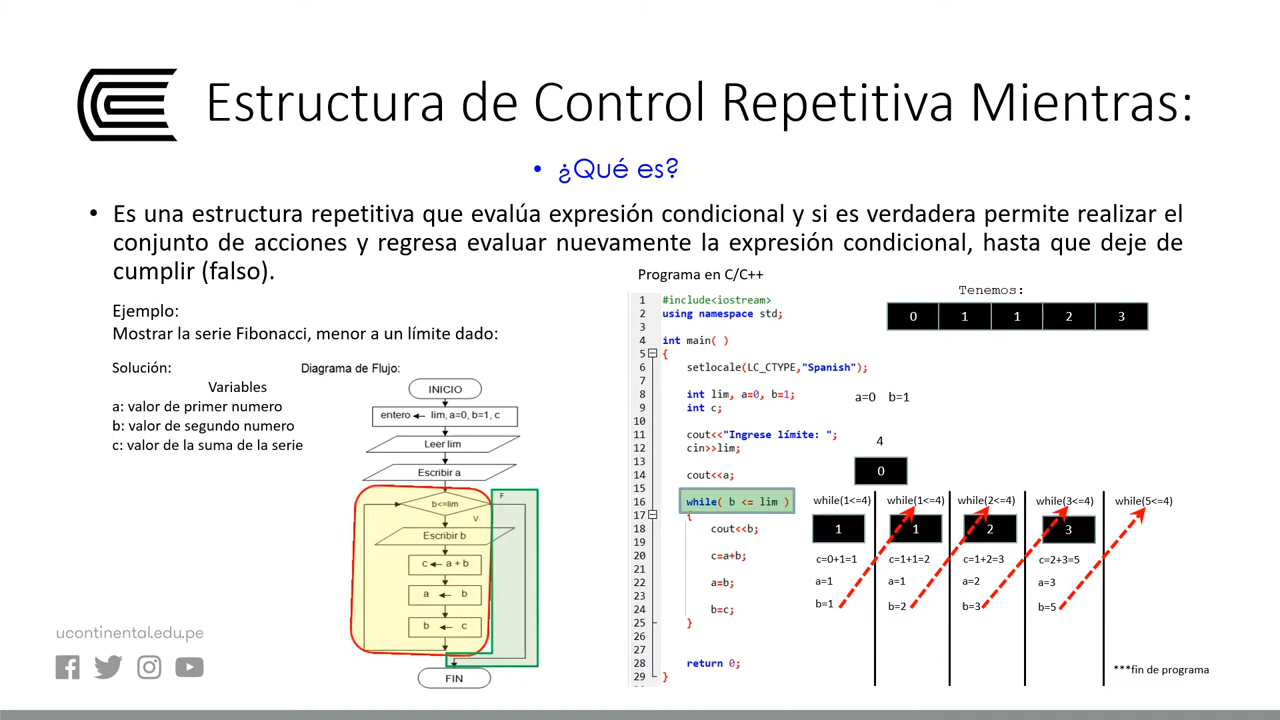 Estructura de Control Repetitiva Mientras:
• ¿Qué es?
• Es una estructura repetitiva que evalúa expresión condicional y si es verdadera permite realizar el
conjunto de acciones y regresa evaluar nuevamente la expresión condicional, hasta que deje de
cumplir (falso).
Ejemplo:
Mostrar la serie Fibonacci, menor a un límite dado:
Solución:
Variables
a: valor de primer numero
b: valor de segundo numero
c: valor de la suma de la serie
Diagrama de Flujo:
INICIO
entero ← lim, a=0, b=1, c
Leer lim
Escribir a
b<=lim
F
V
Escribir b
c ← a + b
a ← b
b ← c
FIN
Programa en C/C++
1 #include<iostream>
2 using namespace std;
3
4 int main( )
5 {
6 setlocale(LC_CTYPE,"Spanish");
7
8 int lim, a=0, b=1;
9 int c;
10
11 cout<<"Ingrese límite: ";
12 cin>>lim;
13
14 cout<<a;
15
16 while( b <= lim )
17 {
18 cout<<b;
19
20 c=a+b;
21
22 a=b;
23
24 b=c;
25 }
26
27
28 return 0;
29 }
Tenemos:
0 1 1 2 3
a=0 b=1
4
0
while(1<=4)
1
c=0+1=1
a=1
b=1
while(1<=4)
1
c=1+1=2
a=1
b=2
while(2<=4)
2
c=1+2=3
a=2
b=3
while(3<=4)
3
c=2+3=5
a=3
b=5
while(5<=4)
***fin de programa
ucontinental.edu.pe